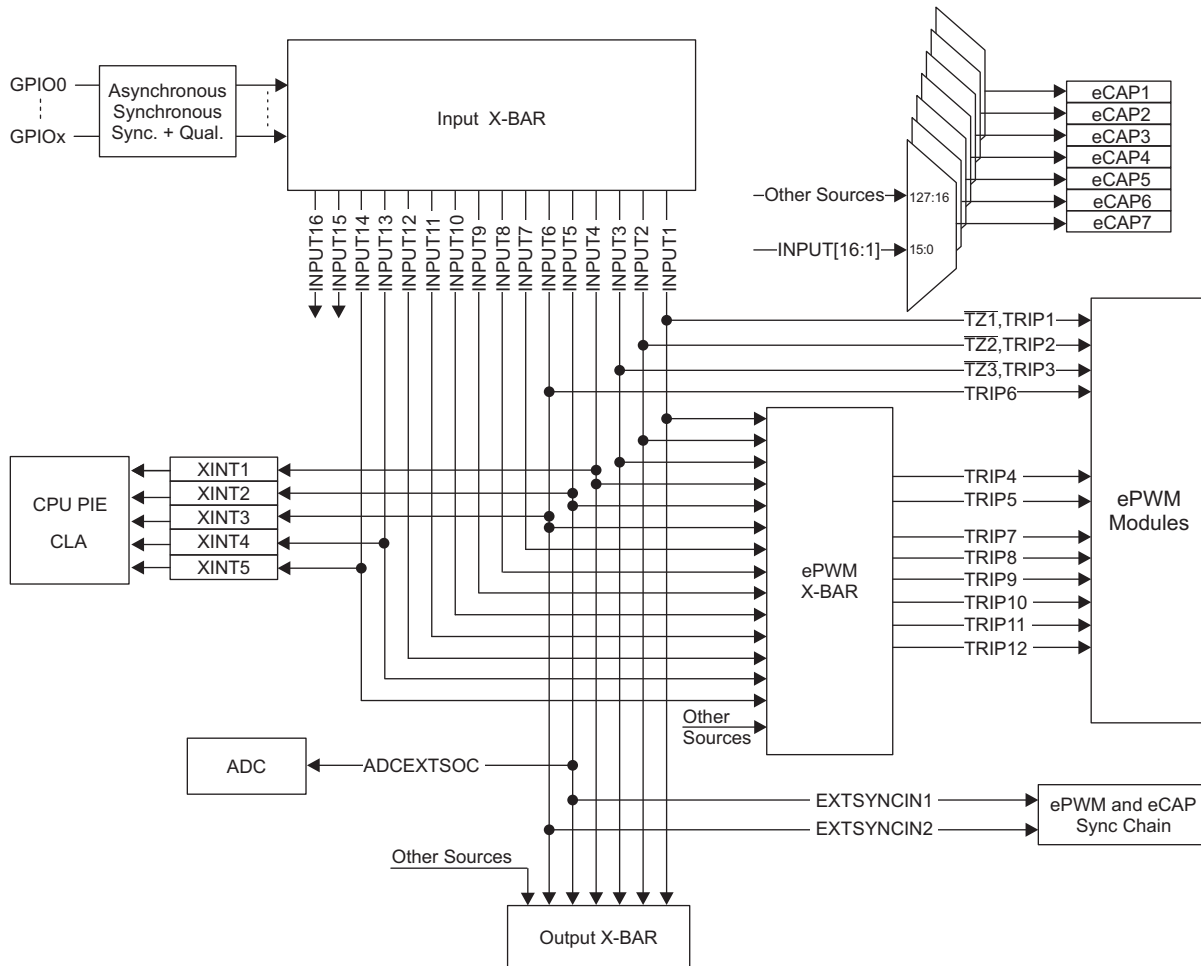 GPIO0
GPIOx
Asynchronous
Synchronous
Sync. + Qual.
Input X-BAR
INPUT16
INPUT15
INPUT14
INPUT13
INPUT12
INPUT11
INPUT10
INPUT9
INPUT8
INPUT7
INPUT6
INPUT5
INPUT4
INPUT3
INPUT2
INPUT1
Other Sources
127:16
INPUT[16:1]
15:0
eCAP1
eCAP2
eCAP3
eCAP4
eCAP5
eCAP6
eCAP7
TZ1,TRIP1
TZ2,TRIP2
TZ3,TRIP3
TRIP6
CPU PIE
CLA
XINT1
XINT2
XINT3
XINT4
XINT5
ePWM
X-BAR
TRIP4
TRIP5
TRIP7
TRIP8
TRIP9
TRIP10
TRIP11
TRIP12
ePWM
Modules
Other
Sources
ADC
ADCEXTSOC
EXTSYNCIN1
EXTSYNCIN2
ePWM and eCAP
Sync Chain
Other Sources
Output X-BAR